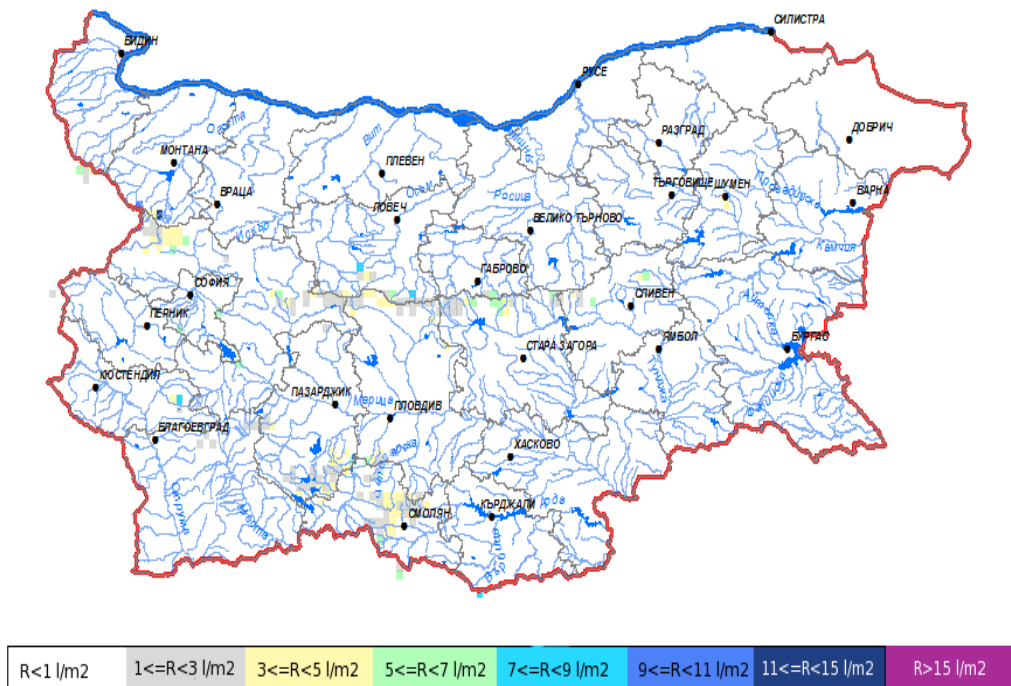 СИЛИСТРА
ВИДИН
РУСЕ
Огоста
Вит
РАЗГРАД
ДОБРИЧ
МОНТАНА
ПЛЕВЕН
Осъм
ТЪРГОВИЩЕ
ШУМЕН
Провадийска
ВРАЦА
Росица
ВАРНА
ЛОВЕЧ
ВЕЛИКО ТЪРНОВО
Искър
Камчия
ГАБРОВО
СОФИЯ
СЛИВЕН
ПЕРНИК
СТАРА ЗАГОРА
ЯМБОЛ
БУРГАС
КЮСТЕНДИЛ
ПАЗАРДЖИК
Марица
ПЛОВДИВ
Тунджа
БЛАГОЕВГРАД
ХАСКОВО
Струма
Места
СМОЛЯН
КЪРДЖАЛИ
R<1 l/m2 1<=R<3 l/m2 3<=R<5 l/m2 5<=R<7 l/m2 7<=R<9 l/m2 9<=R<11 l/m2 11<=R<15 l/m2 R>15 l/m2